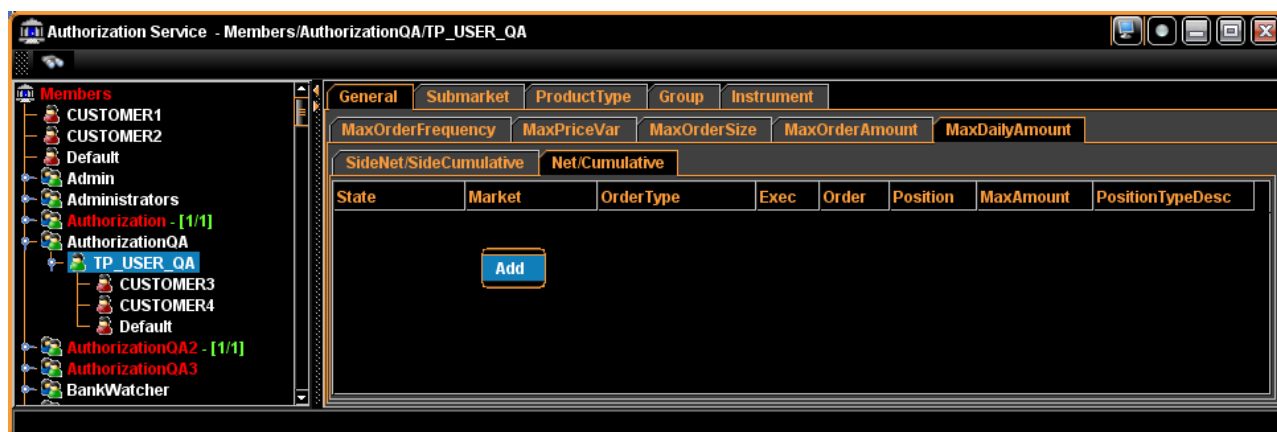 Authorization Service - Members/AuthorizationQA/TP_USER_QA
Members
CUSTOMER1
CUSTOMER2
Default
Admin
Administrators
Authorization - [1/1]
AuthorizationQA
TP_USER_QA
CUSTOMER3
CUSTOMER4
Default
AuthorizationQA2 - [1/1]
AuthorizationQA3
BankWatcher
General Submarket ProductType Group Instrument
MaxOrderFrequency MaxPriceVar MaxOrderSize MaxOrderAmount MaxDailyAmount
SideNet/SideCumulative Net/Cumulative
State Market OrderType Exec Order Position MaxAmount PositionTypeDesc
Add